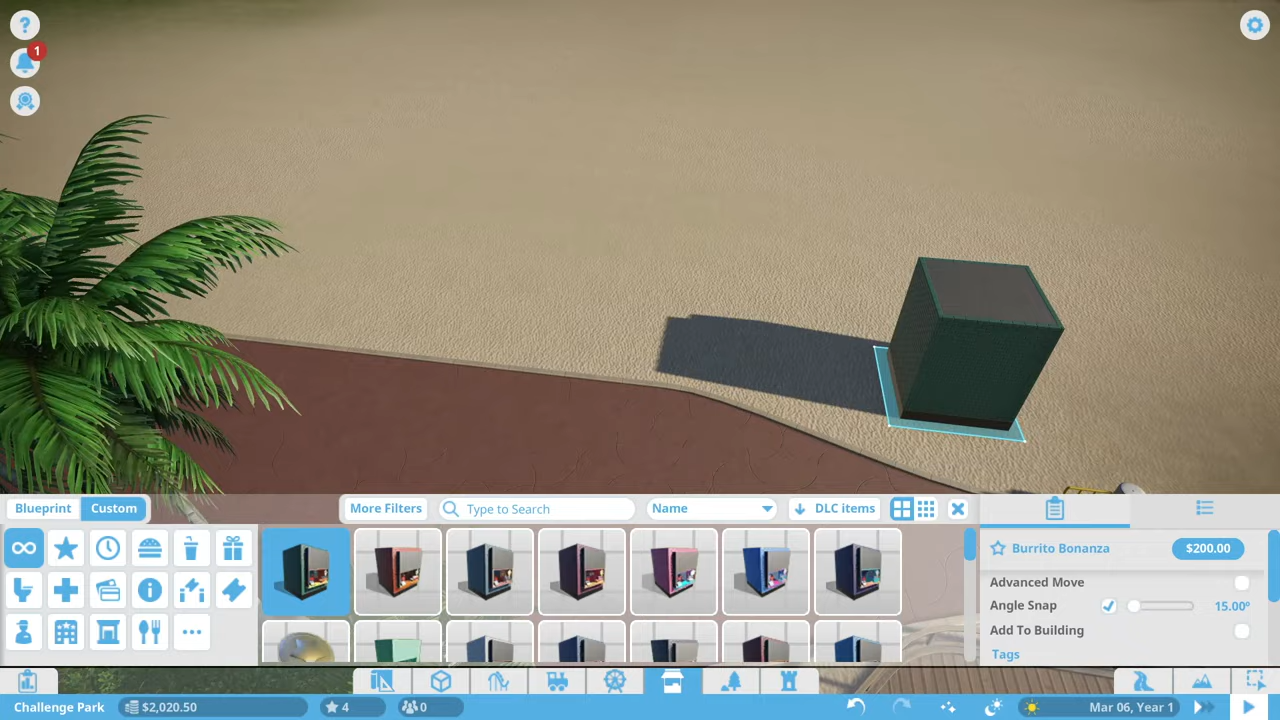 ?
1
Blueprint
Custom
More Filters
Type to Search
Name
DLC items
Burrito Bonanza
$200.00
Advanced Move
Angle Snap
15.00°
Add To Building
Tags
Challenge Park
$2,020.50
4
0
Mar 06, Year 1